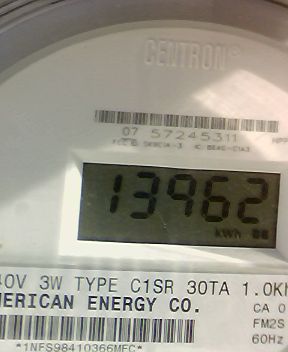 CENTRON®
07 57245311
13962
kWh
40V 3W TYPE C1SR 30TA 1.0Kh
MERICAN ENERGY CO.
CA 0
FM2S
60Hz
*1NFS98410366MFC*